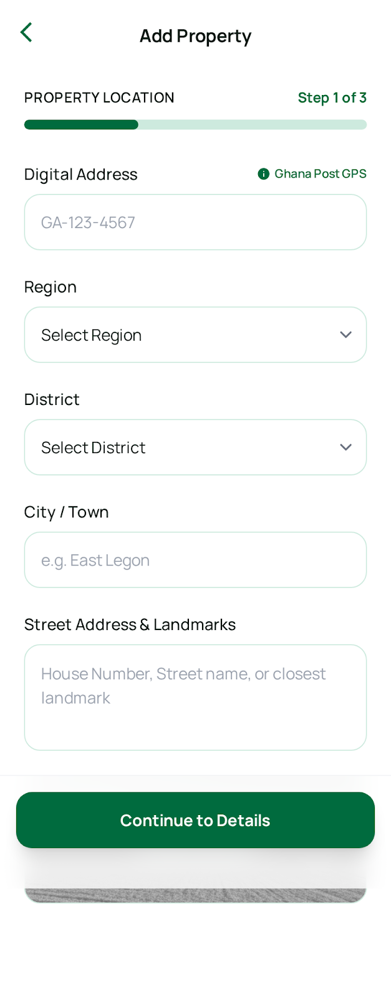 Add Property
PROPERTY LOCATION
Step 1 of 3
Digital Address
Ghana Post GPS
GA-123-4567
Region
Select Region
District
Select District
City / Town
e.g. East Legon
Street Address & Landmarks
House Number, Street name, or closest
landmark
Continue to Details